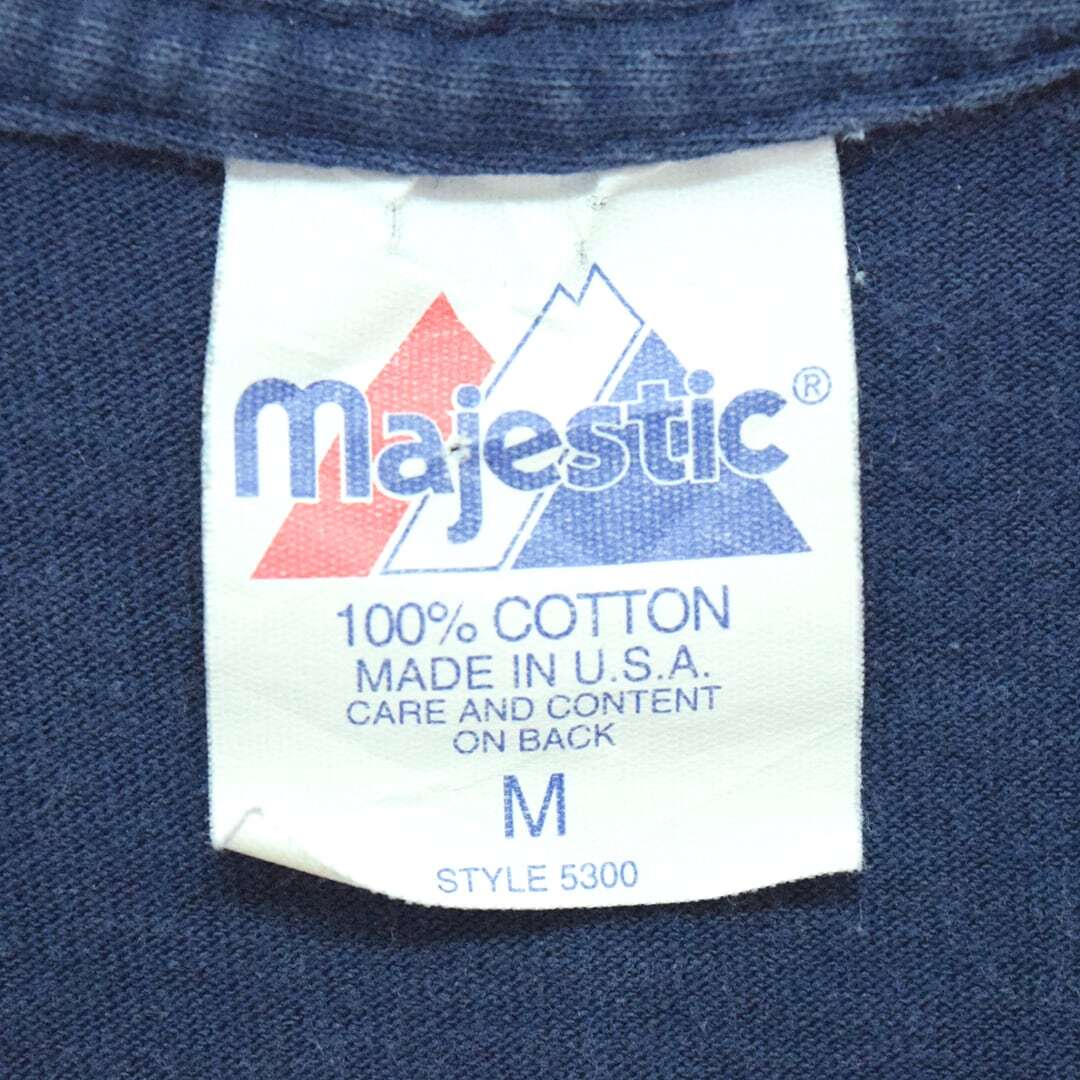 majestic®
100% COTTON
MADE IN U.S.A.
CARE AND CONTENT
ON BACK
M
STYLE 5300